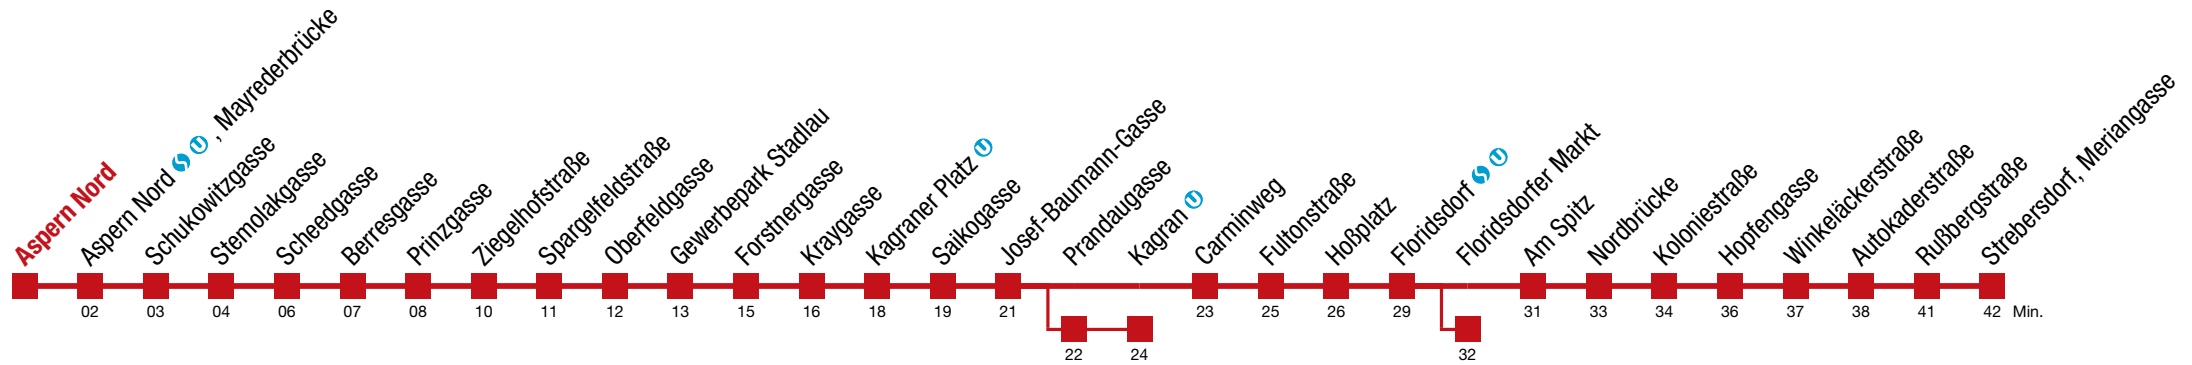 Aspern Nord
Aspern Nord S U , Mayrederbrücke
Schukowitzgasse
Stemolakgasse
Scheedgasse
Berresgasse
Prinzgasse
Ziegelhofstraße
Spargelfeldstraße
Oberfeldgasse
Gewerbepark Stadlau
Forstnergasse
Kraygasse
Kagraner Platz U
Saikogasse
Josef-Baumann-Gasse
Prandaugasse
Kagran U
Carminweg
Fultonstraße
Hoßplatz
Floridsdorf S U
Floridsdorfer Markt
Am Spitz
Nordbrücke
Koloniestraße
Hopfengasse
Winkeläckerstraße
Autokaderstraße
Rußbergstraße
Strebersdorf, Meriangasse
02 03 04 06 07 08 10 11 12 13 15 16 18 19 21 23 25 26 29 31 33 34 36 37 38 41 42 Min.
22 24 32